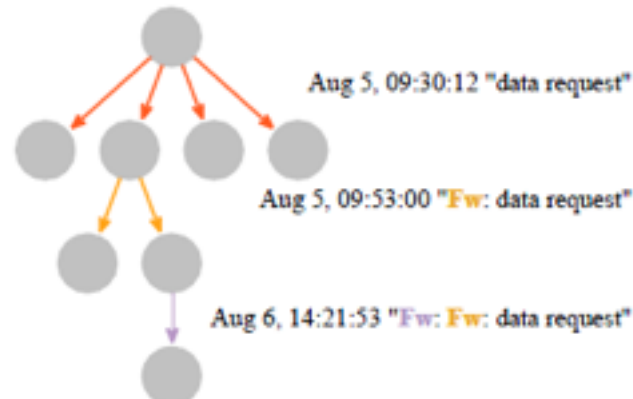 Aug 5, 09:30:12 "data request"
Aug 5, 09:53:00 "Fw: data request"
Aug 6, 14:21:53 "Fw: Fw: data request"